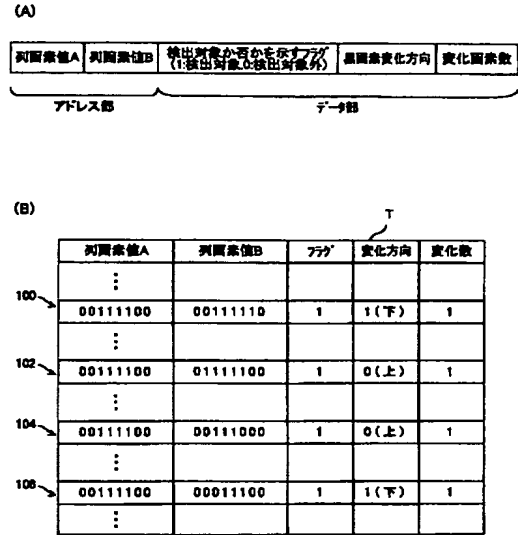 (A)
列画素値A 列画素値B 検出対象か否かを示すフラグ 黒画素変化方向 変化画素数
(1:検出対象,0:検出対象外)
アドレス部 データ部
(B)
T
列画素値A 列画素値B フラグ 変化方向 変化数
⋮
100 00111100 00111110 1 1(下) 1
⋮
102 00111100 01111100 1 0(上) 1
⋮
104 00111100 00111000 1 0(上) 1
⋮
106 00111100 00011100 1 1(下) 1
⋮